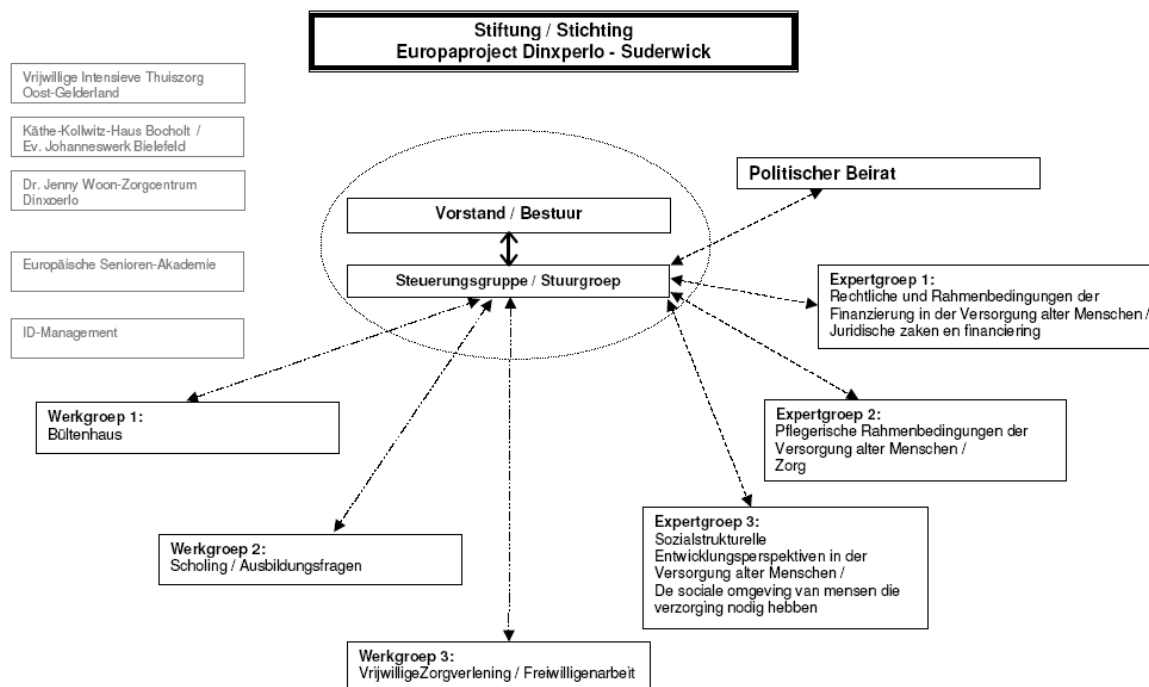 Stiftung / Stichting
Europaproject Dinxperlo - Suderwick
Vrijwillige Intensieve Thuiszorg
Oost-Gelderland
Käthe-Kollwitz-Haus Bocholt /
Ev. Johanneswerk Bielefeld
Dr. Jenny Woon-Zorgcentrum
Dinxperlo
Europäische Senioren-Akademie
ID-Management
Politischer Beirat
Vorstand / Bestuur
Steuerungsgruppe / Stuurgroep
Expertgroep 1:
Rechtliche und Rahmenbedingungen der
Finanzierung in der Versorgung alter Menschen /
Juridische zaken en financiering
Werkgroep 1:
Bültenhaus
Expertgroep 2:
Pflegerische Rahmenbedingungen der
Versorgung alter Menschen /
Zorg
Werkgroep 2:
Scholing / Ausbildungsfragen
Expertgroep 3:
Sozialstrukturelle
Entwicklungsperspektiven in der
Versorgung alter Menschen /
De sociale omgeving van mensen die
verzorging nodig hebben
Werkgroep 3:
VrijwilligeZorgverlening / Freiwilligenarbeit